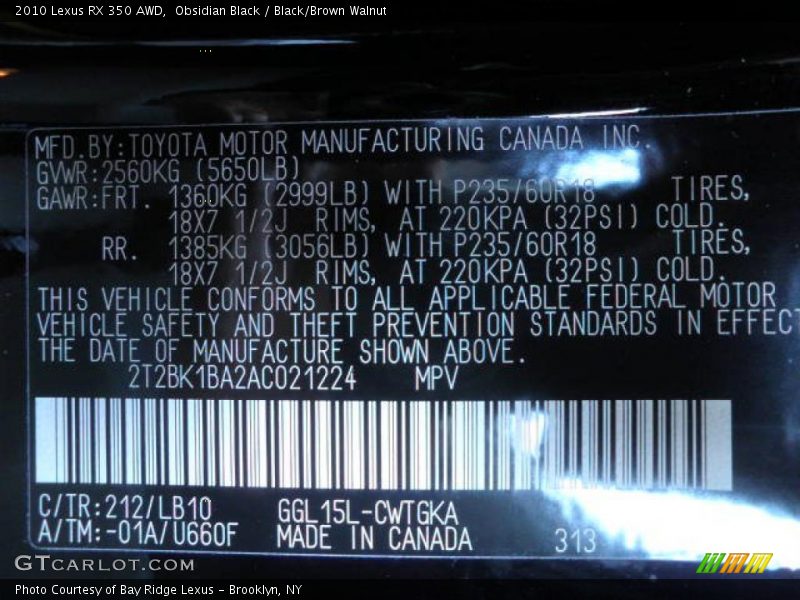 2010 Lexus RX 350 AWD,  Obsidian Black / Black/Brown Walnut
MFD.BY:TOYOTA MOTOR MANUFACTURING CANADA INC.
GVWR:2560KG (5650LB)
GAWR:FRT. 1360KG (2999LB) WITH P235/60R18 TIRES,
18X7 1/2J RIMS, AT 220KPA (32PSI) COLD.
RR. 1385KG (3056LB) WITH P235/60R18 TIRES,
18X7 1/2J RIMS, AT 220KPA (32PSI) COLD.
THIS VEHICLE CONFORMS TO ALL APPLICABLE FEDERAL MOTOR
VEHICLE SAFETY AND THEFT PREVENTION STANDARDS IN EFFECT
THE DATE OF MANUFACTURE SHOWN ABOVE.
2T2BK1BA2AC021224 MPV
C/TR:212/LB10 GGL15L-CWTGKA
A/TM:-01A/U660F MADE IN CANADA 313
GTcarlot.com
Photo Courtesy of Bay Ridge Lexus - Brooklyn, NY